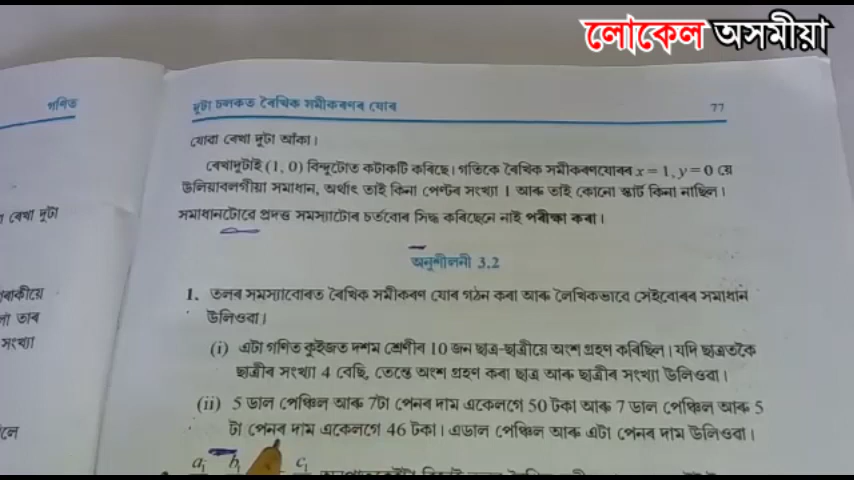 লোকেল অসমীয়া
গণিত
দুটা চলকত ৰৈখিক সমীকৰণৰ যোৰ 77
যোৱা ৰেখা দুটা আঁকা।
ৰেখাদুটাই (1, 0) বিন্দুটোত কটাকটি কৰিছে। গতিকে ৰৈখিক সমীকৰণযোৰৰ x = 1, y = 0 য়ে
উলিয়াবলগীয়া সমাধান, অৰ্থাৎ তাই কিনা পেণ্টৰ সংখ্যা 1 আৰু তাই কোনো স্কাৰ্ট কিনা নাছিল।
সমাধানটোৱে প্ৰদত্ত সমস্যাটোৰ চৰ্তবোৰ সিদ্ধ কৰিছেনে নাই পৰীক্ষা কৰা।
া ৰেখা দুটা
অনুশীলনী 3.2
ৰাকীয়ে
1. তলৰ সমস্যাবোৰত ৰৈখিক সমীকৰণ যোৰ গঠন কৰা আৰু লৈখিকভাৱে সেইবোৰৰ সমাধান
উলিওৱা।
তাৰ
সংখ্যা
(i) এটা গণিত কুইজত দশম শ্ৰেণীৰ 10 জন ছাত্ৰ-ছাত্ৰীয়ে অংশ গ্ৰহণ কৰিছিল। যদি ছাত্ৰতকৈ
ছাত্ৰীৰ সংখ্যা 4 বেছি, তেন্তে অংশ গ্ৰহণ কৰা ছাত্ৰ আৰু ছাত্ৰীৰ সংখ্যা উলিওৱা।
(ii) 5 ডাল পেঞ্চিল আৰু 7টা পেনৰ দাম একেলগে 50 টকা আৰু 7 ডাল পেঞ্চিল আৰু 5
টা পেনৰ দাম একেলগে 46 টকা। এডাল পেঞ্চিল আৰু এটা পেনৰ দাম উলিওৱা।
লে
a₁ b₁ c₁